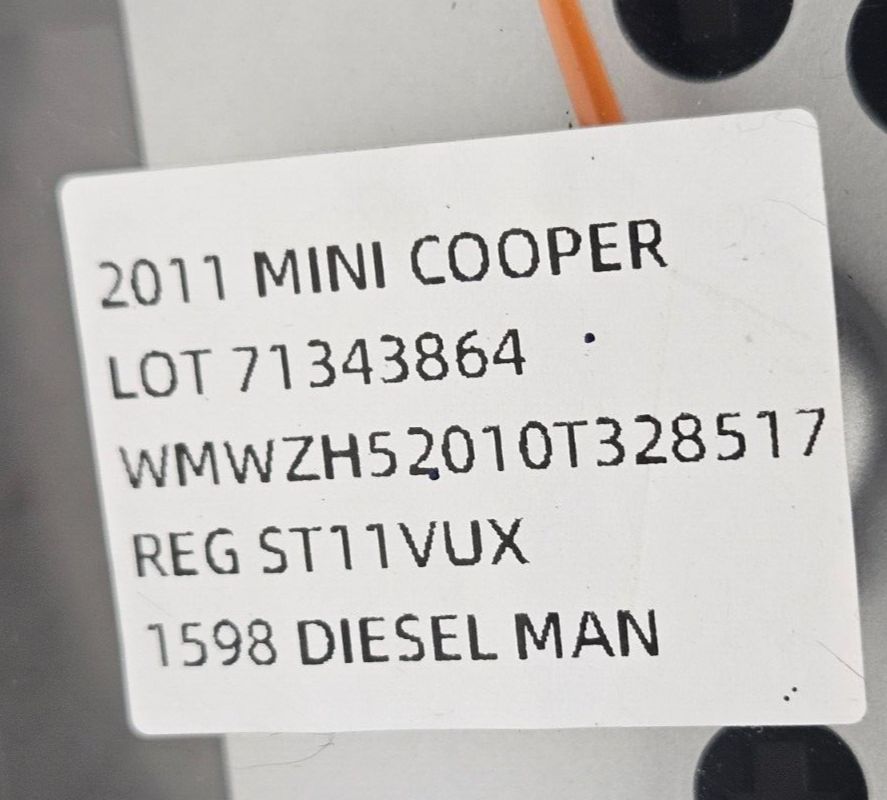 2011 MINI COOPER
LOT 71343864
WMWZH52010T328517
REG ST11VUX
1598 DIESEL MAN